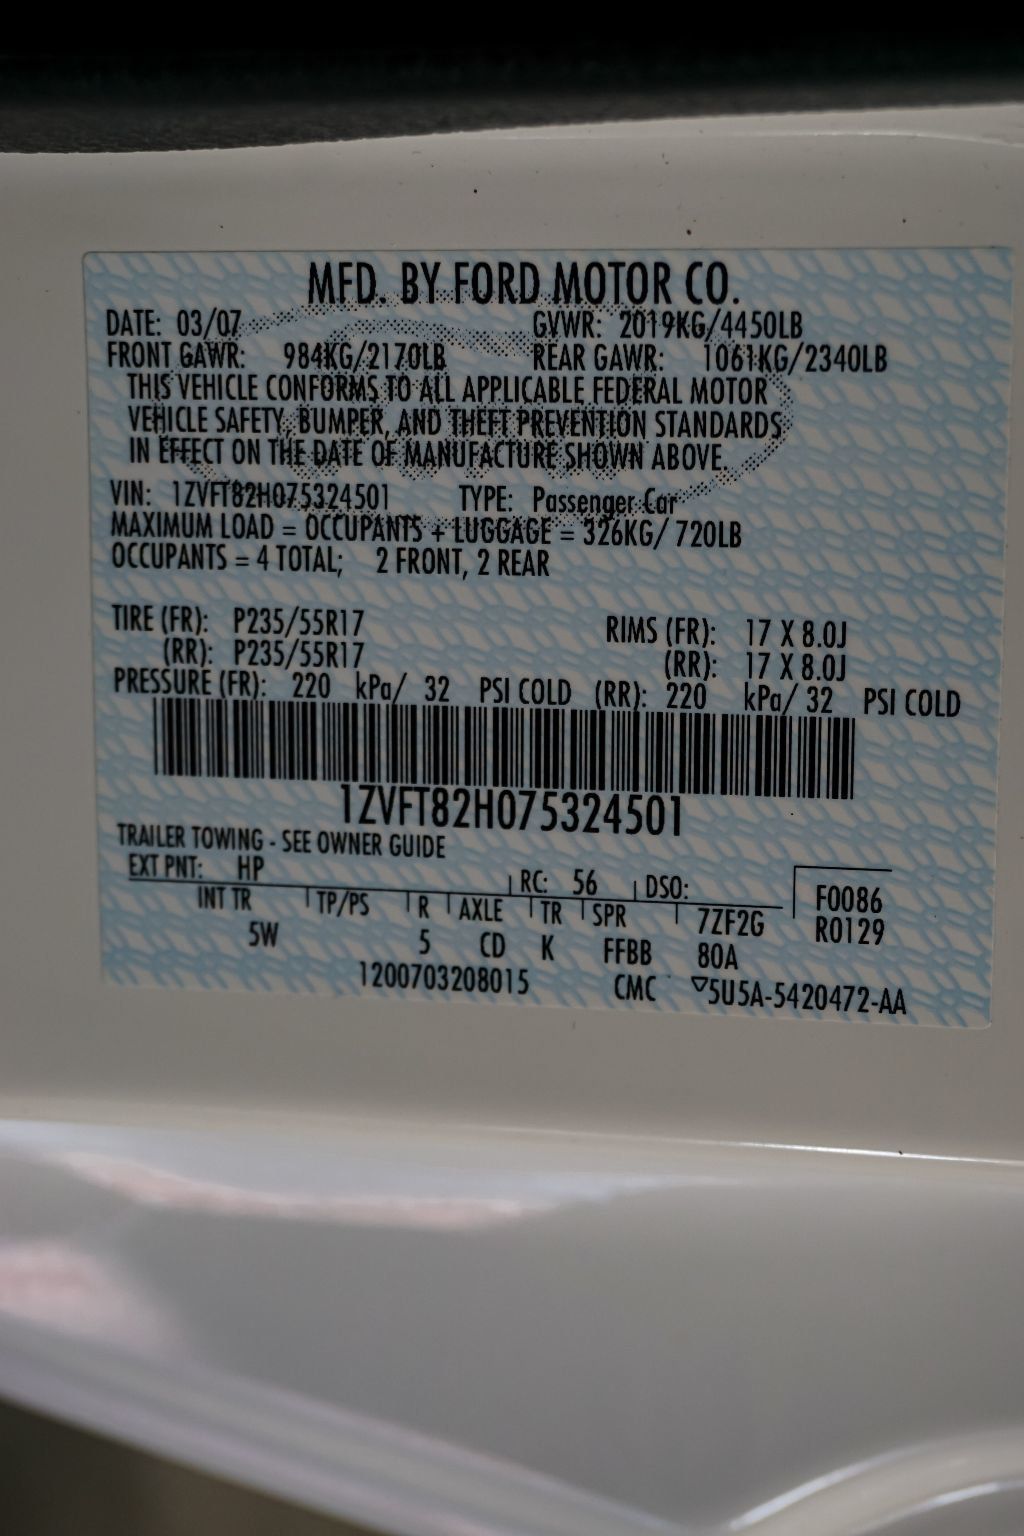 MFD. BY FORD MOTOR CO.
DATE: 03/07 GVWR: 2019KG/4450LB
FRONT GAWR: 984KG/2170LB REAR GAWR: 1061KG/2340LB
THIS VEHICLE CONFORMS TO ALL APPLICABLE FEDERAL MOTOR
VEHICLE SAFETY, BUMPER, AND THEFT PREVENTION STANDARDS
IN EFFECT ON THE DATE OF MANUFACTURE SHOWN ABOVE.
VIN: 1ZVFT82H075324501 TYPE: Passenger Car
MAXIMUM LOAD = OCCUPANTS + LUGGAGE = 326KG/ 720LB
OCCUPANTS = 4 TOTAL; 2 FRONT, 2 REAR
TIRE (FR): P235/55R17 RIMS (FR): 17 X 8.0J
(RR): P235/55R17 (RR): 17 X 8.0J
PRESSURE (FR): 220 kPa/ 32 PSI COLD (RR): 220 kPa/ 32 PSI COLD
1ZVFT82H075324501
TRAILER TOWING - SEE OWNER GUIDE
EXT PNT: HP RC: 56 DSO: F0086
INT TR TP/PS R AXLE TR SPR 7ZF2G R0129
5W 5 CD K FFBB 80A
1200703208015 CMC ▽5U5A-5420472-AA